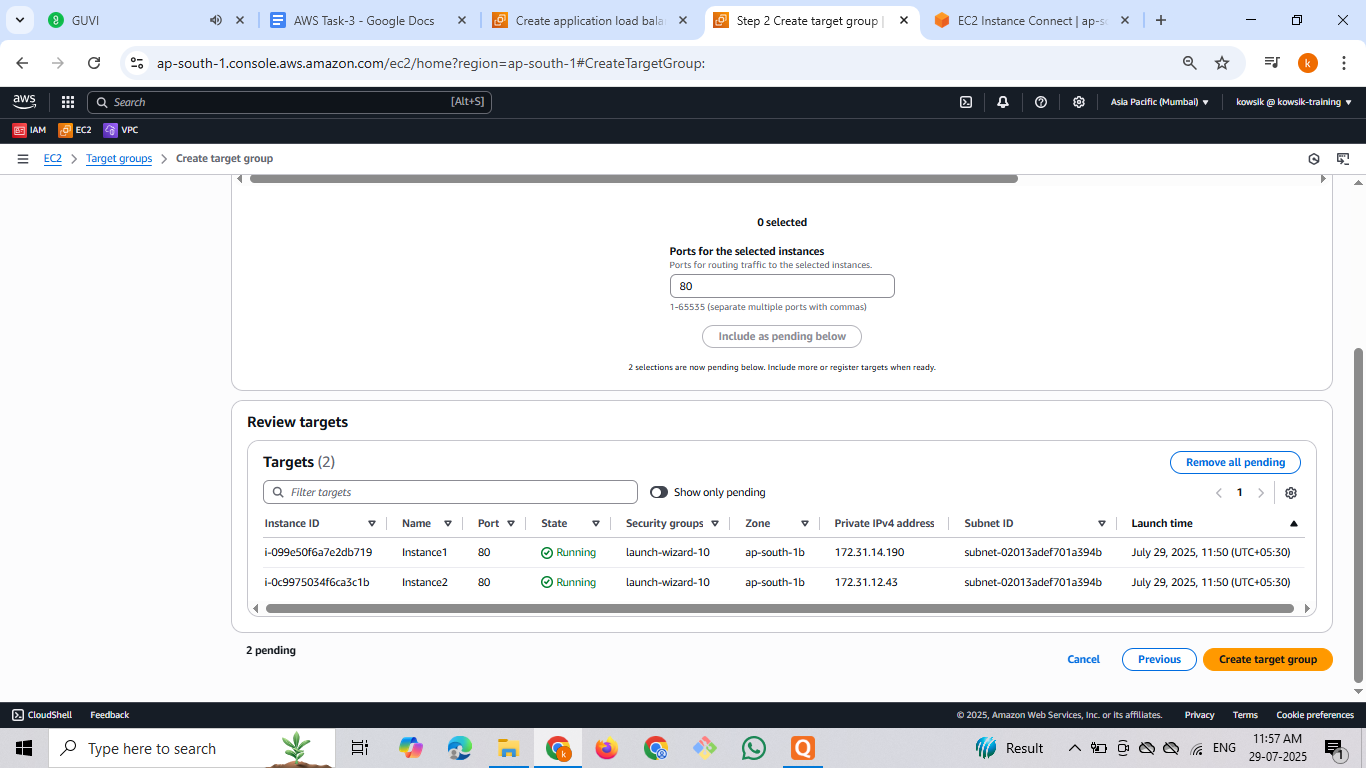 GUVI
AWS Task-3 - Google Docs
Create application load bala
Step 2 Create target group |
EC2 Instance Connect | ap-s
ap-south-1.console.aws.amazon.com/ec2/home?region=ap-south-1#CreateTargetGroup:
k
aws
Search
[Alt+S]
Asia Pacific (Mumbai)
kowsik @ kowsik-training
IAM
EC2
VPC
EC2 > Target groups > Create target group
0 selected
Ports for the selected instances
Ports for routing traffic to the selected instances.
80
1-65535 (separate multiple ports with commas)
Include as pending below
2 selections are now pending below. Include more or register targets when ready.
Review targets
Targets (2)
Remove all pending
Filter targets
Show only pending
1
Instance ID Name Port State Security groups Zone Private IPv4 address Subnet ID Launch time
i-099e50f6a7e2db719 Instance1 80 Running launch-wizard-10 ap-south-1b 172.31.14.190 subnet-02013adef701a394b July 29, 2025, 11:50 (UTC+05:30)
i-0c9975034f6ca3c1b Instance2 80 Running launch-wizard-10 ap-south-1b 172.31.12.43 subnet-02013adef701a394b July 29, 2025, 11:50 (UTC+05:30)
2 pending
Cancel
Previous
Create target group
CloudShell
Feedback
© 2025, Amazon Web Services, Inc. or its affiliates.
Privacy
Terms
Cookie preferences
Type here to search
Result
ENG
11:57 AM
29-07-2025
1